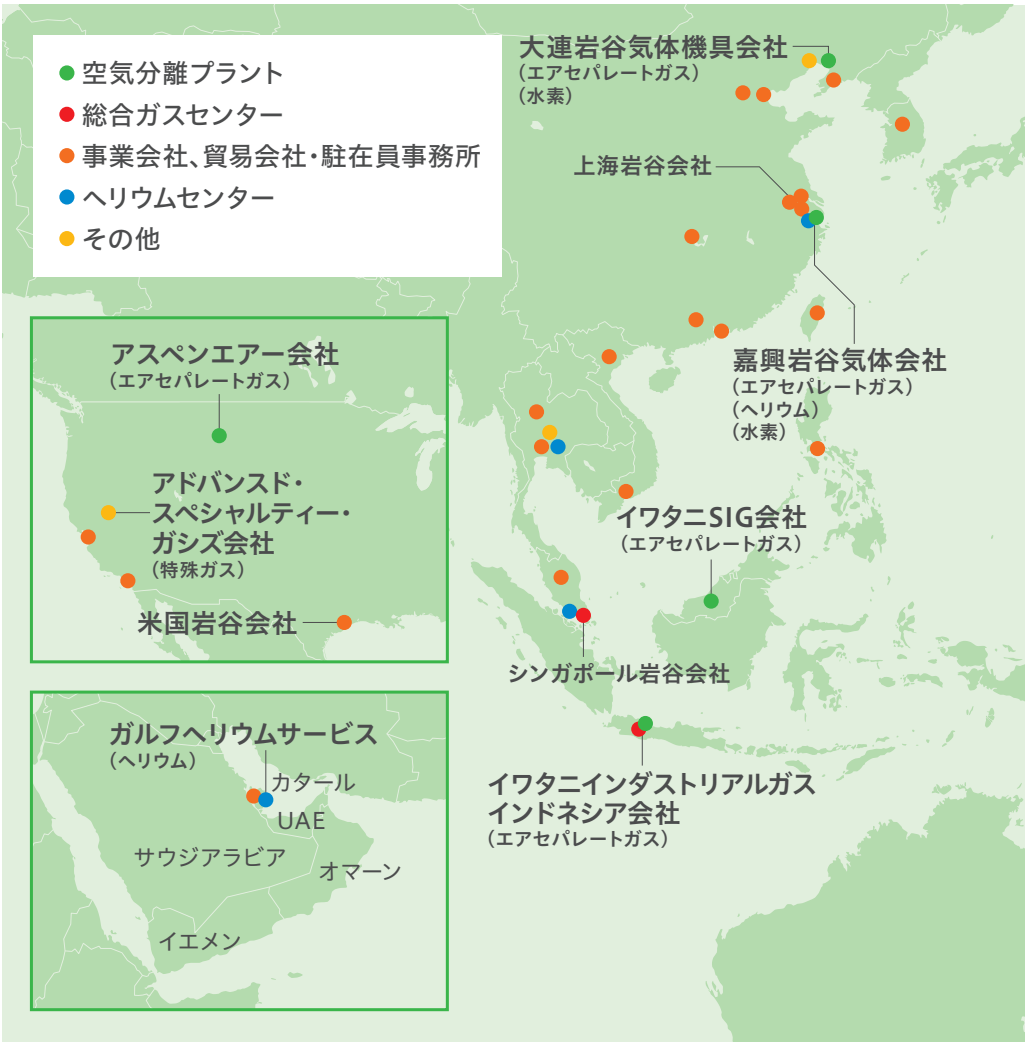 空気分離プラント
総合ガスセンター
事業会社、貿易会社・駐在員事務所
ヘリウムセンター
その他
大連岩谷気体機具会社
(エアセパレートガス)
(水素)
上海岩谷会社
嘉興岩谷気体会社
(エアセパレートガス)
(ヘリウム)
(水素)
アスペンエアー会社
(エアセパレートガス)
アドバンスド・
スペシャルティー・
ガシズ会社
(特殊ガス)
米国岩谷会社
イワタニSIG会社
(エアセパレートガス)
シンガポール岩谷会社
イワタニインダストリアルガス
インドネシア会社
(エアセパレートガス)
ガルフヘリウムサービス
(ヘリウム)
カタール
UAE
サウジアラビア
オマーン
イエメン